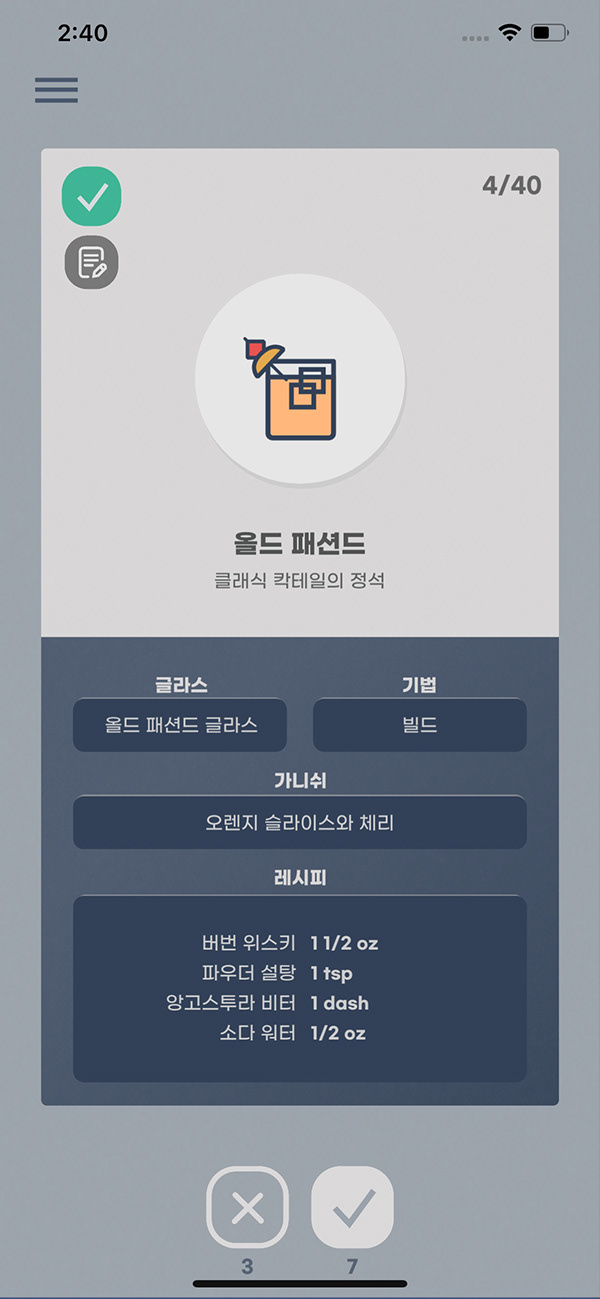 2:40
4/40
올드 패션드
클래식 칵테일의 정석
글라스
기법
올드 패션드 글라스
빌드
가니쉬
오렌지 슬라이스와 체리
레시피
버번 위스키 1 1/2 oz
파우더 설탕 1 tsp
앙고스투라 비터 1 dash
소다 워터 1/2 oz
3
7